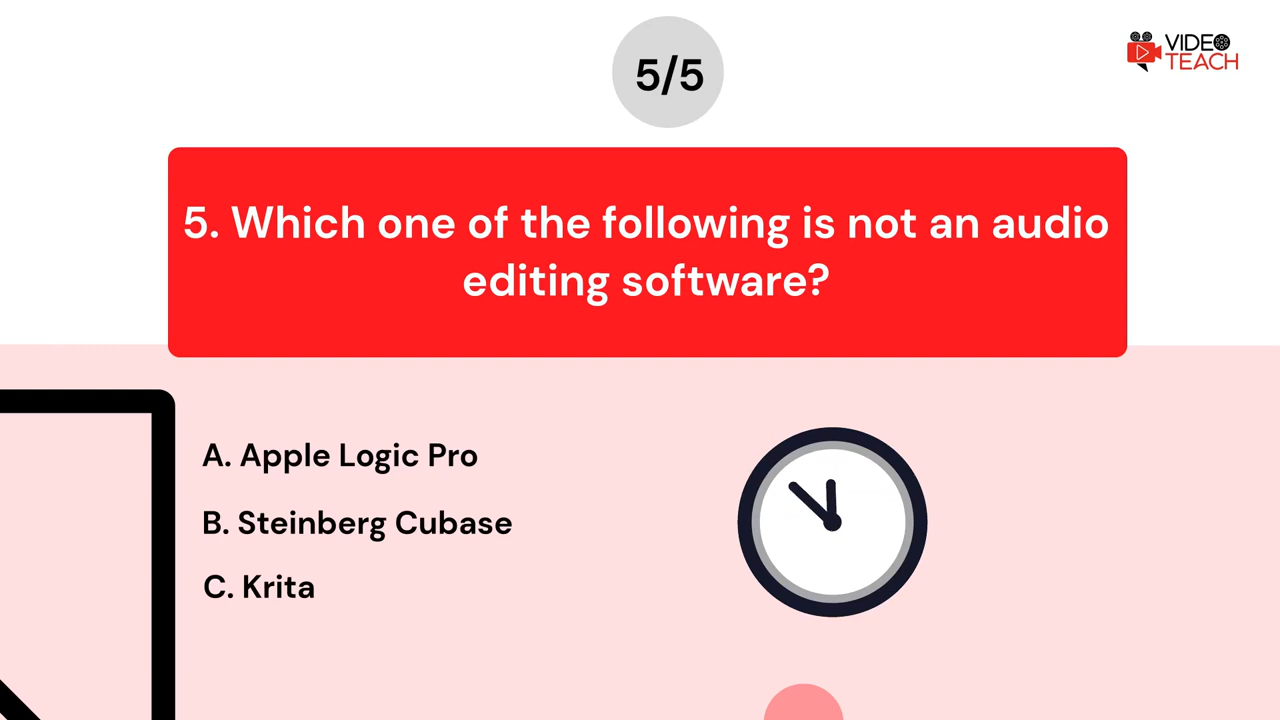 5/5
VIDEO
TEACH
5. Which one of the following is not an audio
editing software?
A. Apple Logic Pro
B. Steinberg Cubase
C. Krita